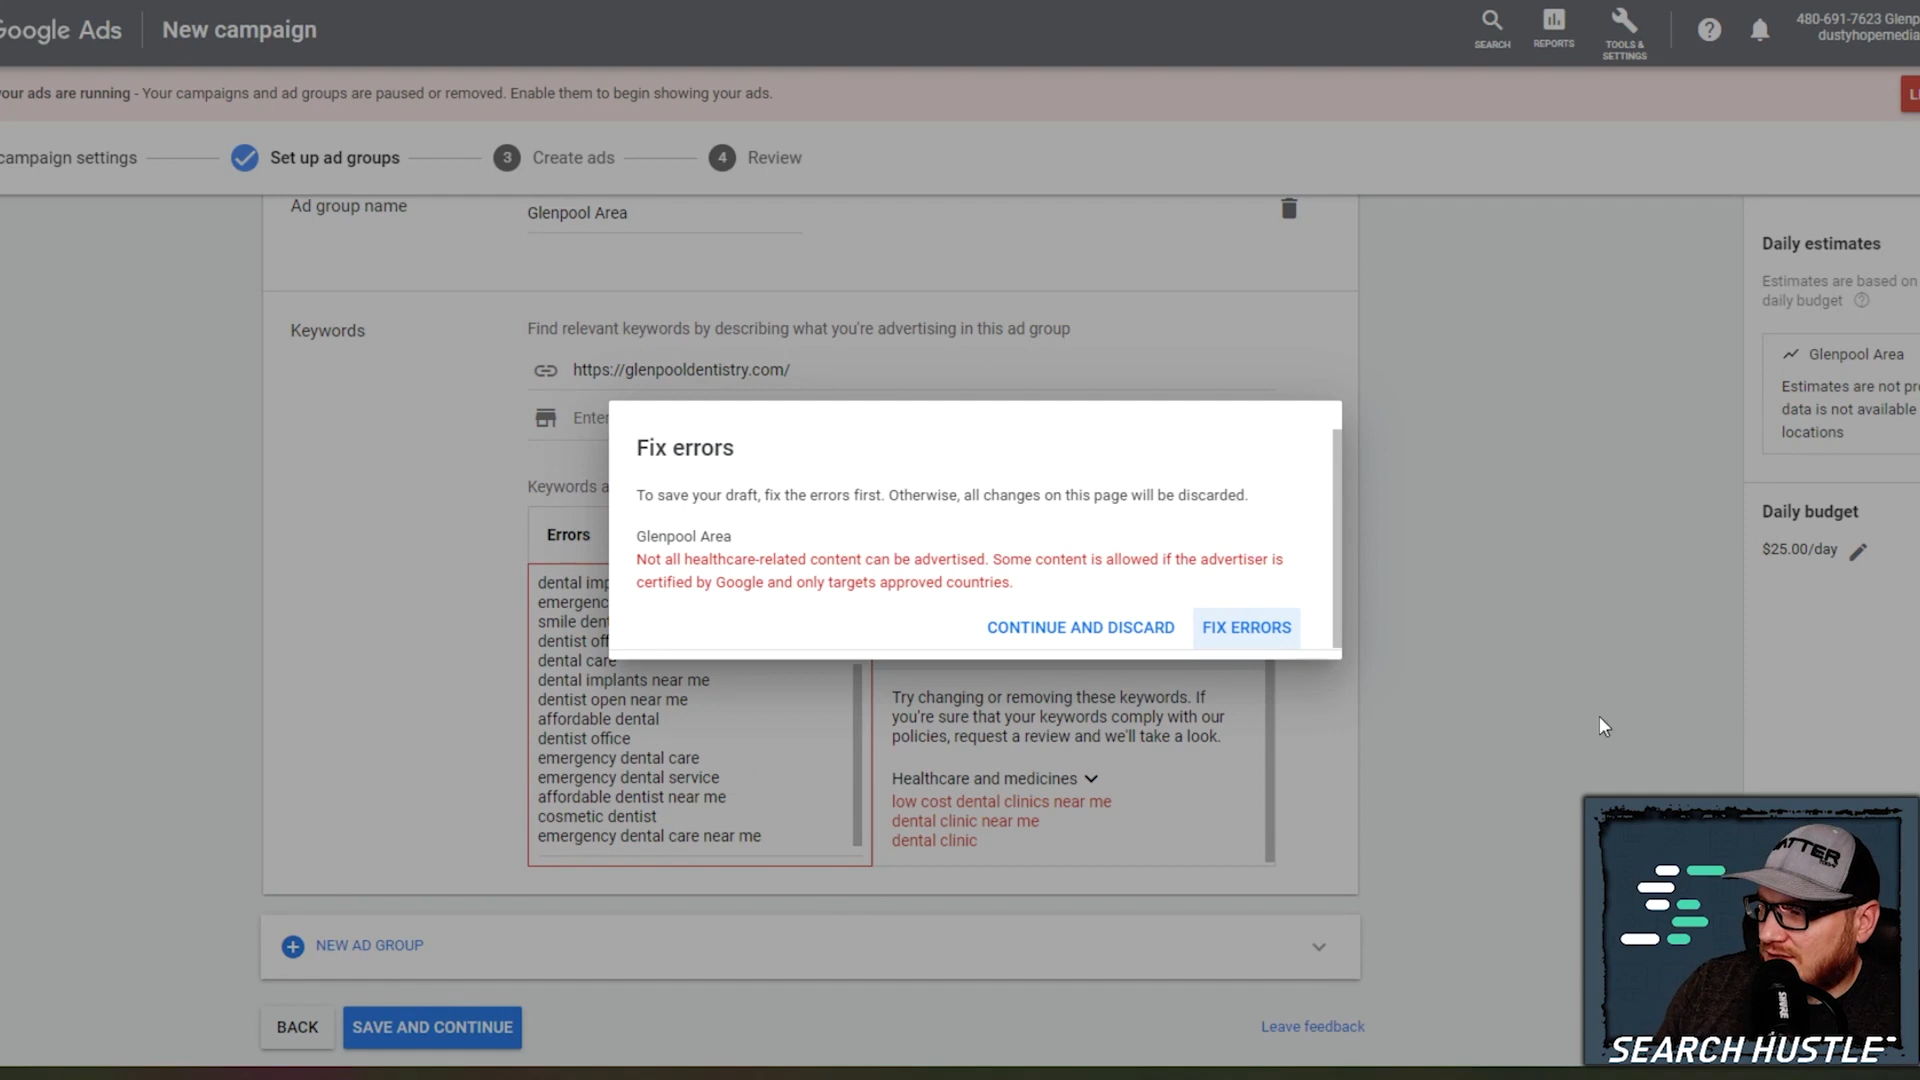 Google Ads
New campaign
SEARCH
REPORTS
TOOLS &
SETTINGS
480-691-7623 Glenp
dustyhopemedia
your ads are running - Your campaigns and ad groups are paused or removed. Enable them to begin showing your ads.
campaign settings
Set up ad groups
3
Create ads
4
Review
Ad group name
Glenpool Area
Keywords
Find relevant keywords by describing what you're advertising in this ad group
https://glenpooldentistry.com/
Enter
Keywords a
Errors
dental imp
emergenc
smile den
dentist off
dental care
dental implants near me
dentist open near me
affordable dental
dentist office
emergency dental care
emergency dental service
affordable dentist near me
cosmetic dentist
emergency dental care near me
Fix errors
To save your draft, fix the errors first. Otherwise, all changes on this page will be discarded.
Glenpool Area
Not all healthcare-related content can be advertised. Some content is allowed if the advertiser is
certified by Google and only targets approved countries.
CONTINUE AND DISCARD
FIX ERRORS
Try changing or removing these keywords. If
you're sure that your keywords comply with our
policies, request a review and we'll take a look.
Healthcare and medicines
low cost dental clinics near me
dental clinic near me
dental clinic
NEW AD GROUP
BACK
SAVE AND CONTINUE
Leave feedback
Daily estimates
Estimates are based on
daily budget
Glenpool Area
Estimates are not pr
data is not available
locations
Daily budget
$25.00/day
SHURE
SEARCH HUSTLE